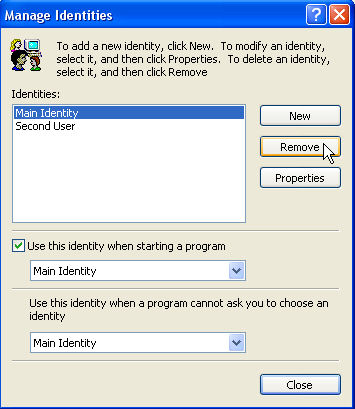 Manage Identities
To add a new identity, click New. To modify an identity,
select it, and then click Properties. To delete an identity,
select it, and then click Remove
Identities:
Main Identity
Second User
New
Remove
Properties
Use this identity when starting a program
Main Identity
Use this identity when a program cannot ask you to choose an
identity
Main Identity
Close